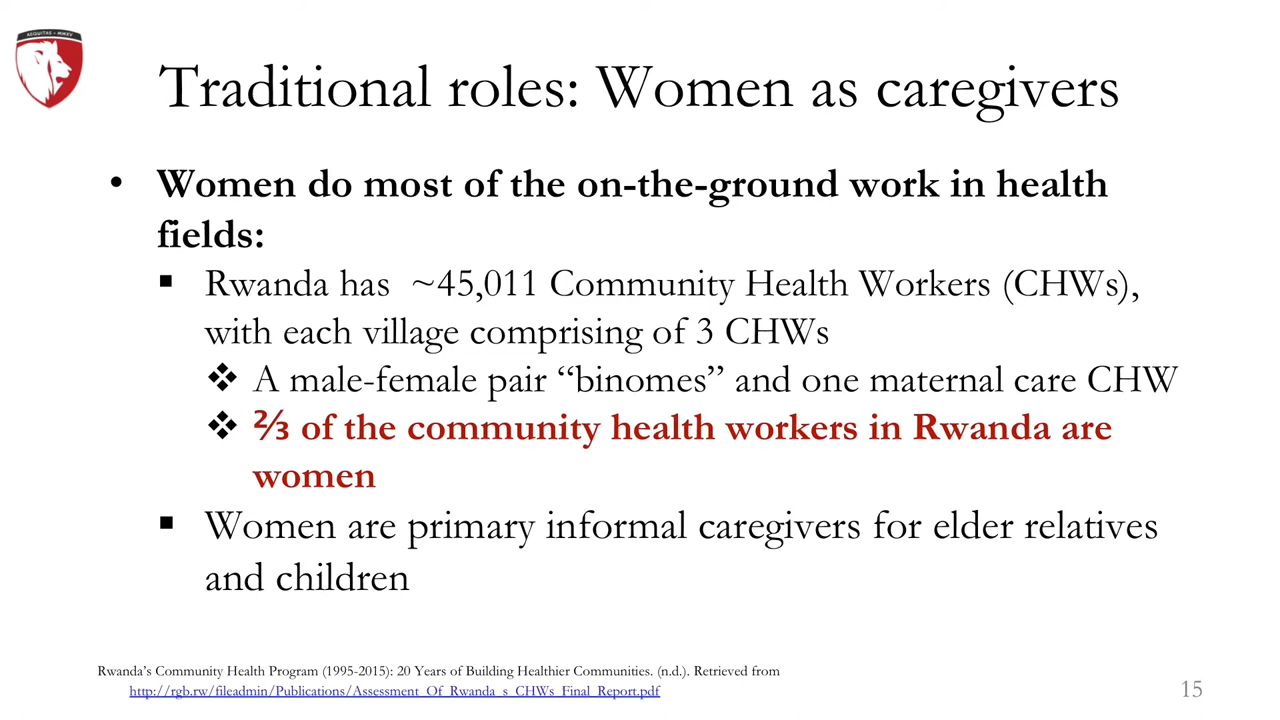 AEQUITAS • MMXV
Traditional roles: Women as caregivers
• Women do most of the on-the-ground work in health
fields:
▪ Rwanda has ~45,011 Community Health Workers (CHWs),
with each village comprising of 3 CHWs
❖ A male-female pair “binomes” and one maternal care CHW
❖ ⅔ of the community health workers in Rwanda are
women
▪ Women are primary informal caregivers for elder relatives
and children
Rwanda’s Community Health Program (1995-2015): 20 Years of Building Healthier Communities. (n.d.). Retrieved from
http://rgb.rw/fileadmin/Publications/Assessment_Of_Rwanda_s_CHWs_Final_Report.pdf
15